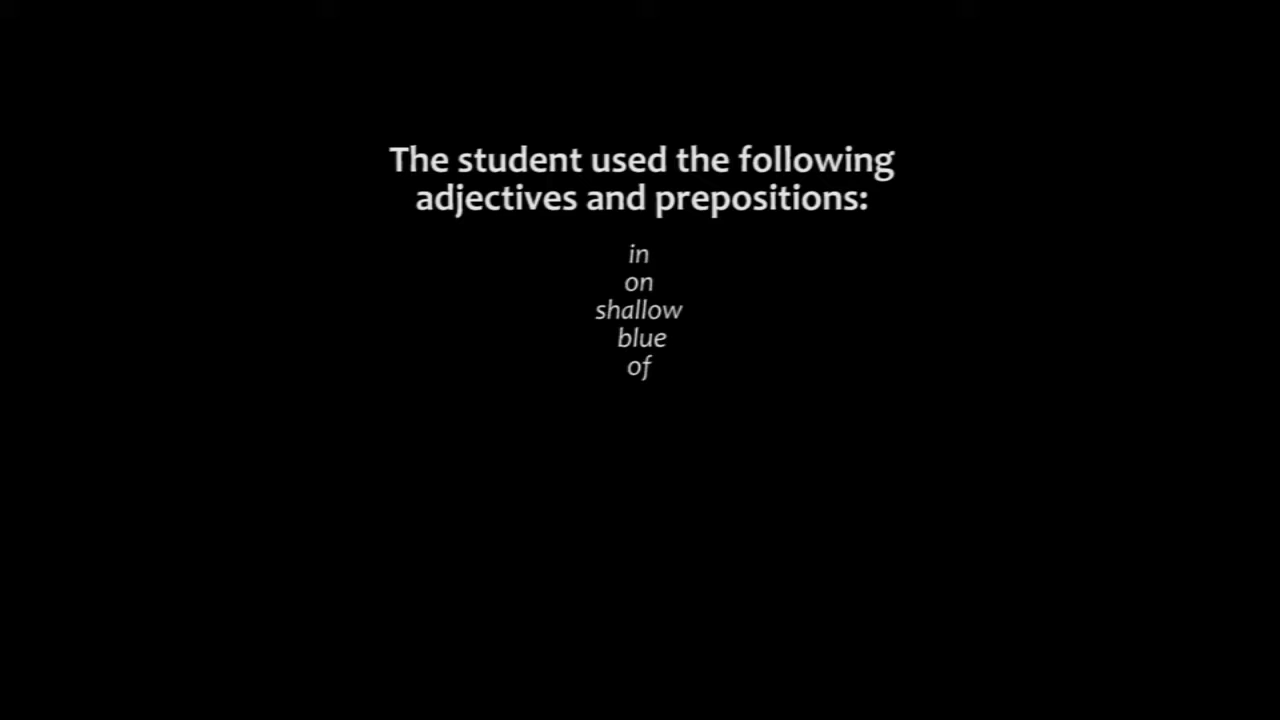 The student used the following
adjectives and prepositions:
in
on
shallow
blue
of